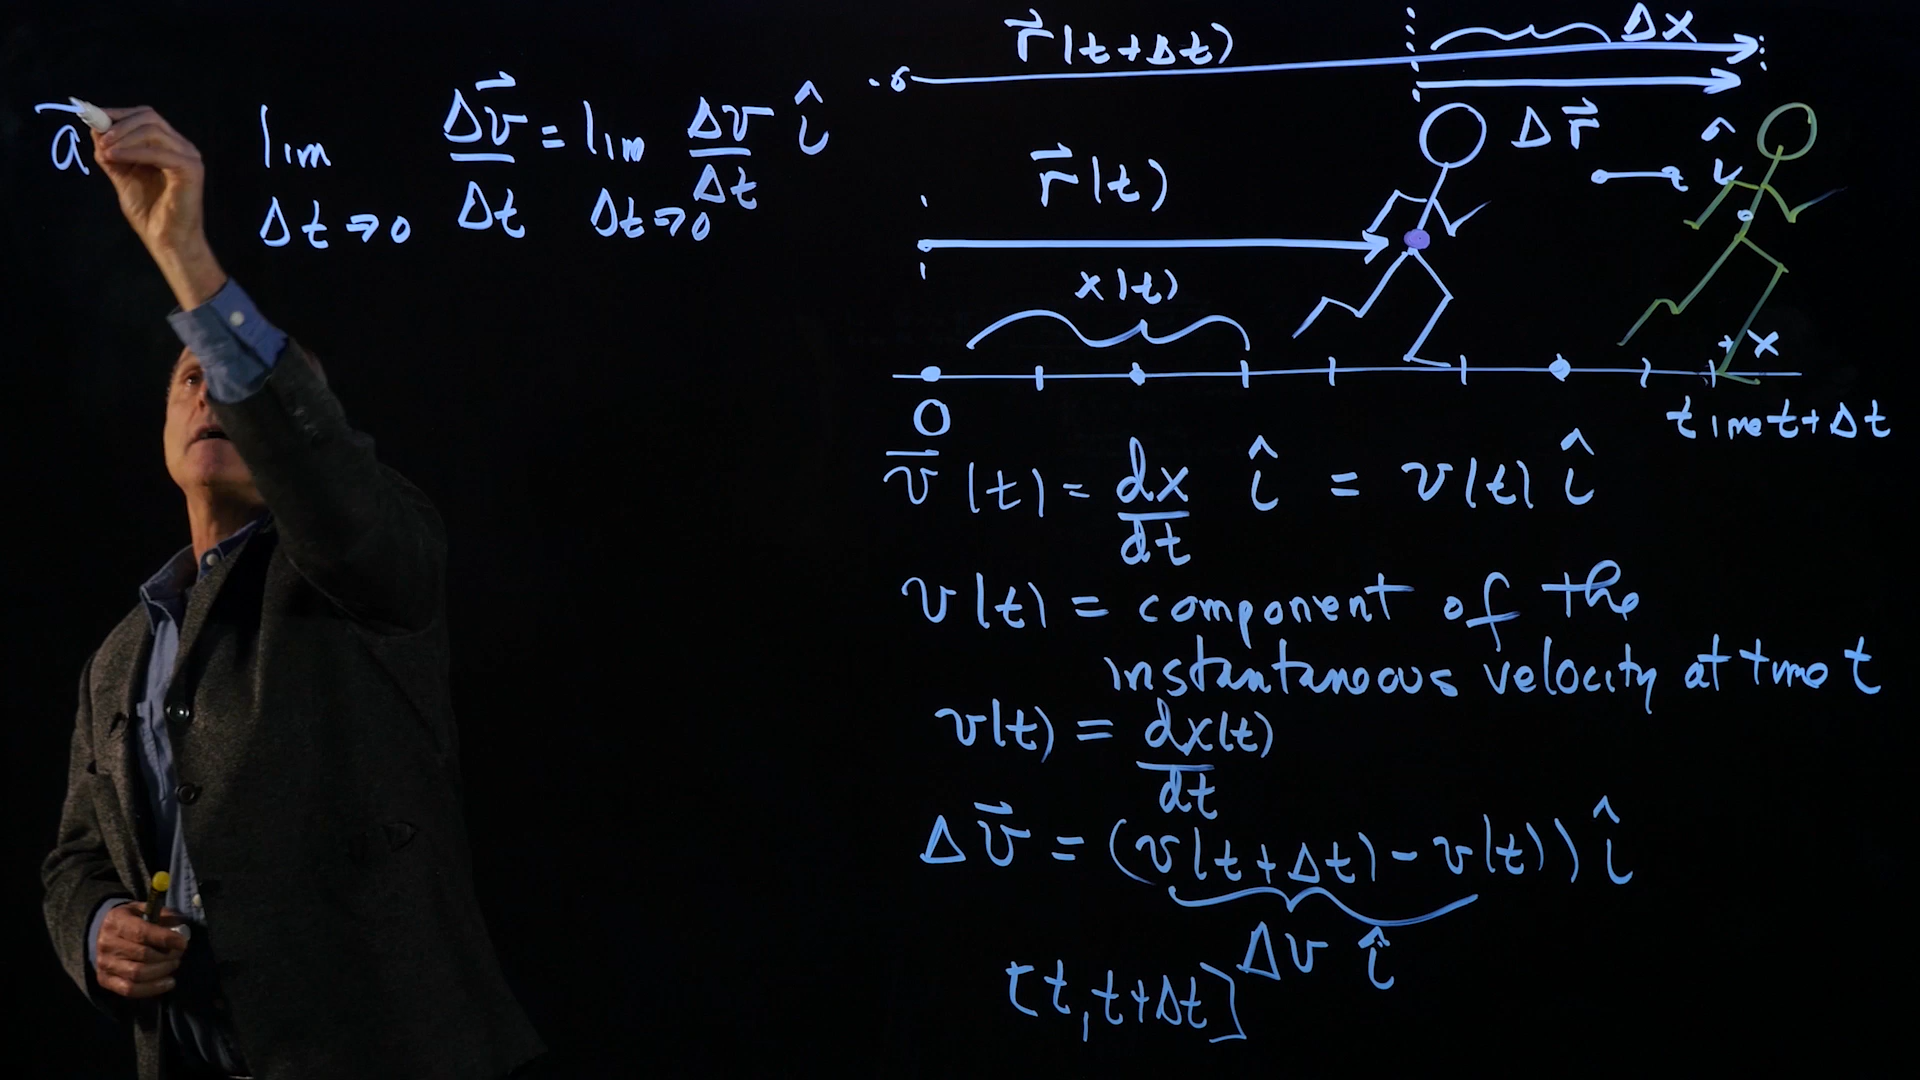 a⃗ lim Δt→0 Δv⃗/Δt = lim Δt→0 Δv/Δt î
r⃗(t+Δt) Δx
Δr⃗ î
r⃗(t)
x(t)
+x
0
time t+Δt
v⃗(t) = dx/dt î = v(t) î
v(t) = component of the
instantaneous velocity at time t
v(t) = dx(t)/dt
Δv⃗ = (v(t+Δt) - v(t)) î
Δv î
[t, t+Δt]